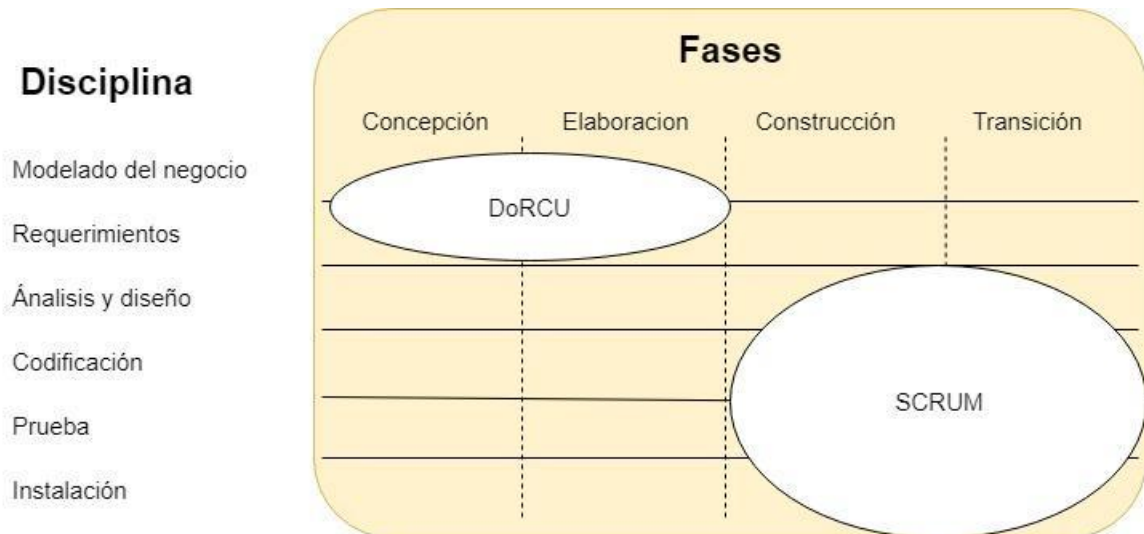 Fases
Disciplina
Concepción Elaboracion Construcción Transición
Modelado del negocio
DoRCU
Requerimientos
Ánalisis y diseño
Codificación
SCRUM
Prueba
Instalación